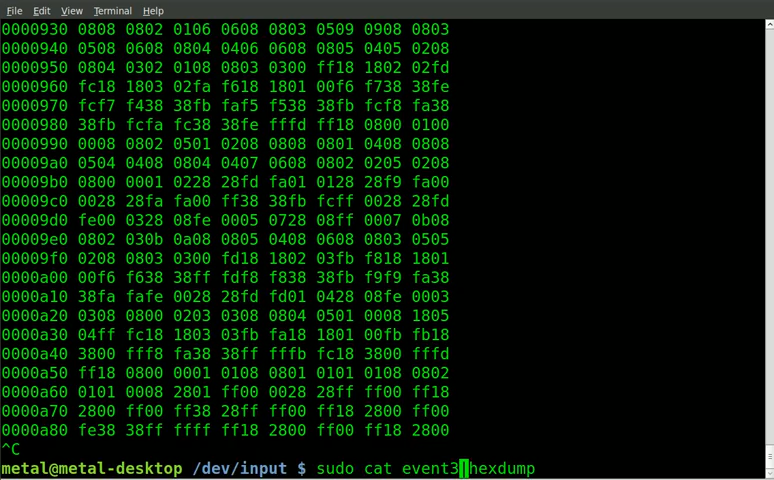 File Edit View Terminal Help
0000930 0808 0802 0106 0608 0803 0509 0908 0803
0000940 0508 0608 0804 0406 0608 0805 0405 0208
0000950 0804 0302 0108 0803 0300 ff18 1802 02fd
0000960 fc18 1803 02fa f618 1801 00f6 f738 38fe
0000970 fcf7 f438 38fb faf5 f538 38fb fcf8 fa38
0000980 38fb fcfa fc38 38fe fffd ff18 0800 0100
0000990 0008 0802 0501 0208 0808 0801 0408 0808
00009a0 0504 0408 0804 0407 0608 0802 0205 0208
00009b0 0800 0001 0228 28fd fa01 0128 28f9 fa00
00009c0 0028 28fa fa00 ff38 38fb fcff 0028 28fd
00009d0 fe00 0328 08fe 0005 0728 08ff 0007 0b08
00009e0 0802 030b 0a08 0805 0408 0608 0803 0505
00009f0 0208 0803 0300 fd18 1802 03fb f818 1801
0000a00 00f6 f638 38ff fdf8 f838 38fb f9f9 fa38
0000a10 38fa fafe 0028 28fd fd01 0428 08fe 0003
0000a20 0308 0800 0203 0308 0804 0501 0008 1805
0000a30 04ff fc18 1803 03fb fa18 1801 00fb fb18
0000a40 3800 fff8 fa38 38ff fffb fc18 3800 fffd
0000a50 ff18 0800 0001 0108 0801 0101 0108 0802
0000a60 0101 0008 2801 ff00 0028 28ff ff00 ff18
0000a70 2800 ff00 ff38 28ff ff00 ff18 2800 ff00
0000a80 fe38 38ff ffff ff18 2800 ff00 ff18 2800
^C
metal@metal-desktop /dev/input $ sudo cat event3|hexdump